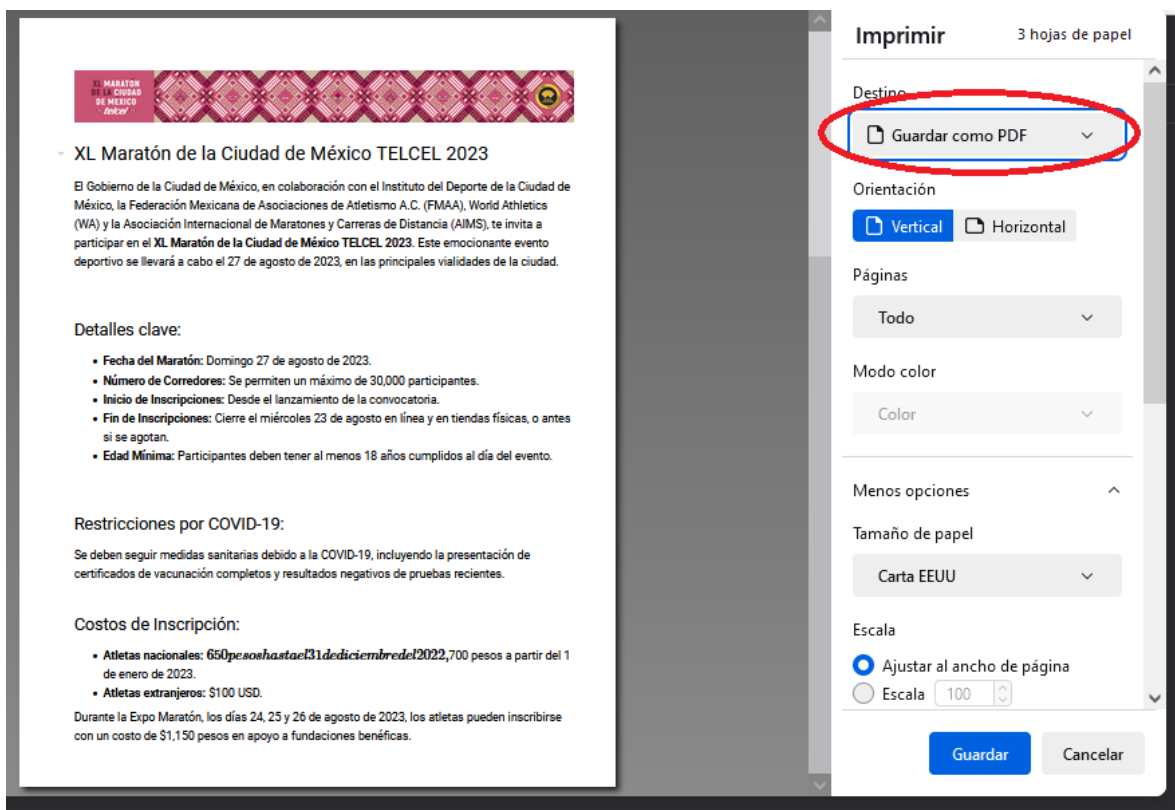 XL MARATON
DE LA CIUDAD
DE MEXICO
telcel
XL Maratón de la Ciudad de México TELCEL 2023
El Gobierno de la Ciudad de México, en colaboración con el Instituto del Deporte de la Ciudad de
México, la Federación Mexicana de Asociaciones de Atletismo A.C. (FMAA), World Athletics
(WA) y la Asociación Internacional de Maratones y Carreras de Distancia (AIMS), te invita a
participar en el XL Maratón de la Ciudad de México TELCEL 2023. Este emocionante evento
deportivo se llevará a cabo el 27 de agosto de 2023, en las principales vialidades de la ciudad.
Detalles clave:
• Fecha del Maratón: Domingo 27 de agosto de 2023.
• Número de Corredores: Se permiten un máximo de 30,000 participantes.
• Inicio de Inscripciones: Desde el lanzamiento de la convocatoria.
• Fin de Inscripciones: Cierre el miércoles 23 de agosto en línea y en tiendas físicas, o antes
si se agotan.
• Edad Mínima: Participantes deben tener al menos 18 años cumplidos al día del evento.
Restricciones por COVID-19:
Se deben seguir medidas sanitarias debido a la COVID-19, incluyendo la presentación de
certificados de vacunación completos y resultados negativos de pruebas recientes.
Costos de Inscripción:
• Atletas nacionales: 650pesoshastael31dediciembredel2022,700 pesos a partir del 1
de enero de 2023.
• Atletas extranjeros: $100 USD.
Durante la Expo Maratón, los días 24, 25 y 26 de agosto de 2023, los atletas pueden inscribirse
con un costo de $1,150 pesos en apoyo a fundaciones benéficas.
Imprimir 3 hojas de papel
Destino
Guardar como PDF
Orientación
Vertical Horizontal
Páginas
Todo
Modo color
Color
Menos opciones
Tamaño de papel
Carta EEUU
Escala
Ajustar al ancho de página
Escala 100
Guardar Cancelar